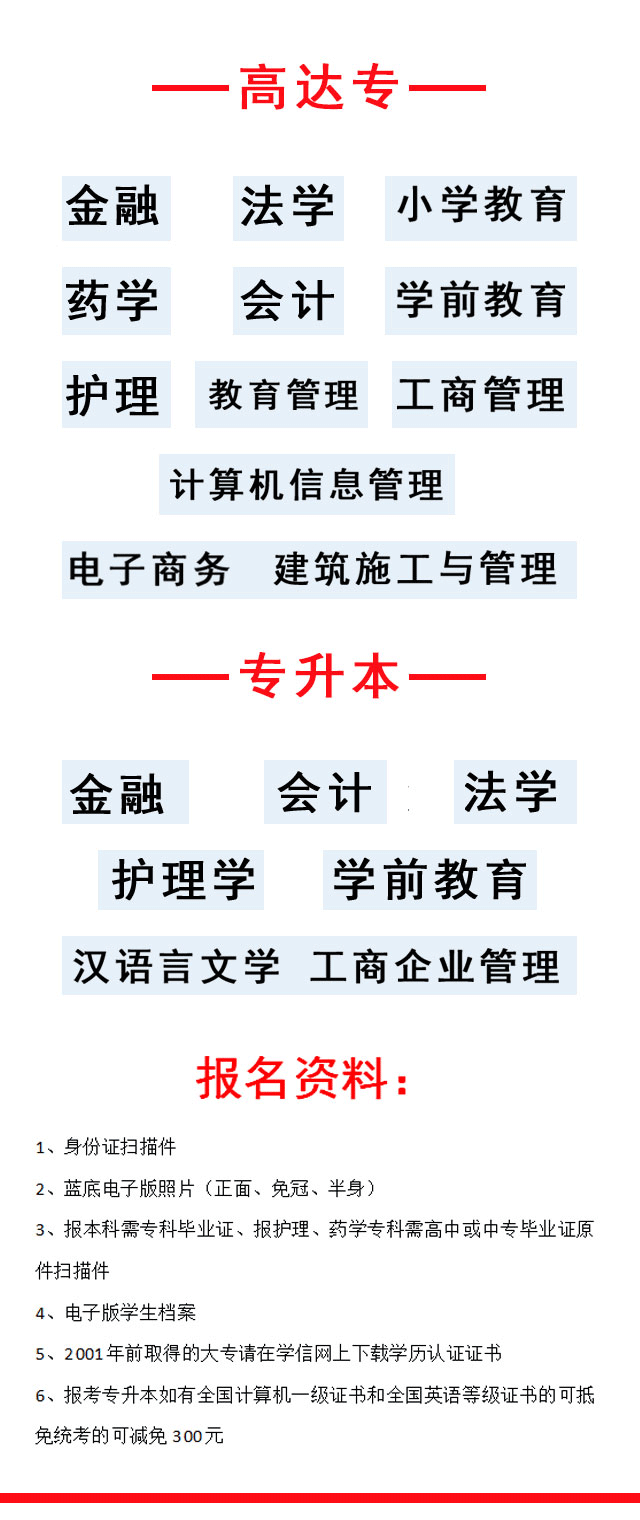 高达专
金融 法学 小学教育
药学 会计 学前教育
护理 教育管理 工商管理
计算机信息管理
电子商务 建筑施工与管理
专升本
金融 会计 法学
护理学 学前教育
汉语言文学 工商企业管理
报名资料：
1、身份证扫描件
2、蓝底电子版照片（正面、免冠、半身）
3、报本科需专科毕业证、报护理、药学专科需高中或中专毕业证原
件扫描件
4、电子版学生档案
5、2001年前取得的大专请在学信网上下载学历认证证书
6、报考专升本如有全国计算机一级证书和全国英语等级证书的可抵
免统考的可减免300元